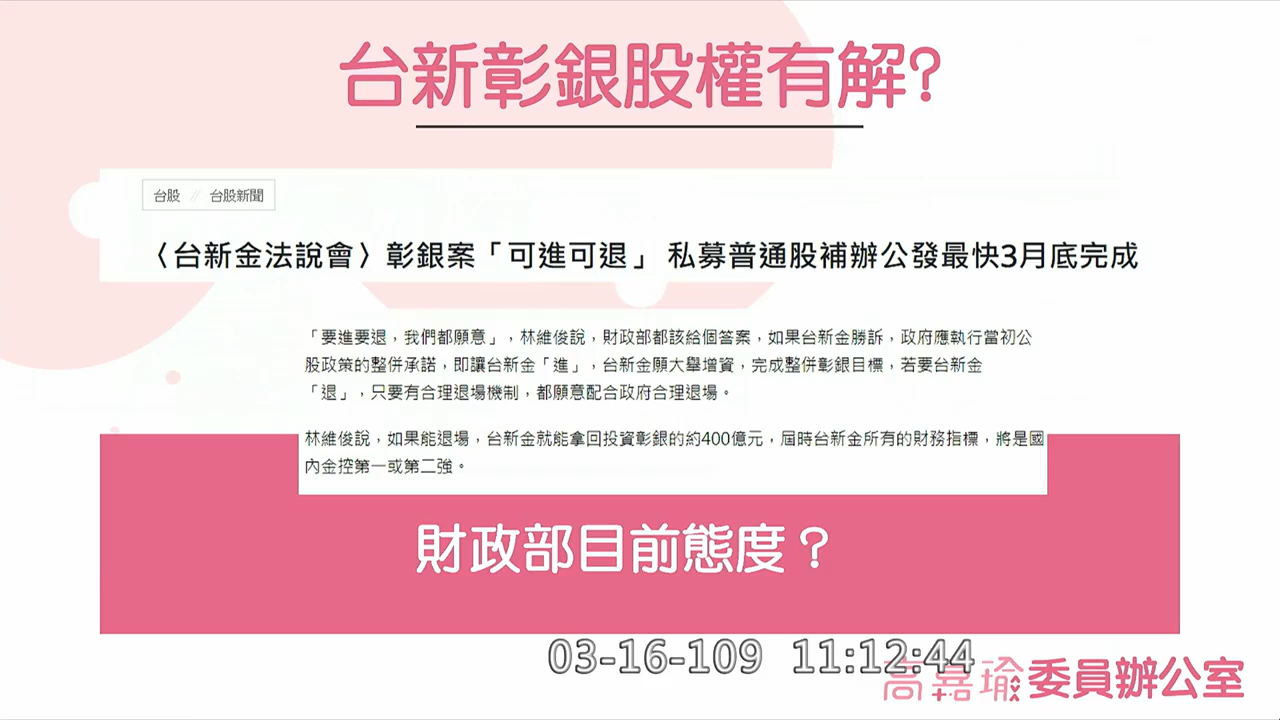 台新彰銀股權有解?
台股 // 台股新聞
〈台新金法說會〉彰銀案「可進可退」 私募普通股補辦公發最快3月底完成
「要進要退，我們都願意」，林維俊說，財政部都該給個答案，如果台新金勝訴，政府應執行當初公
股政策的整併承諾，即讓台新金「進」，台新金願大舉增資，完成整併彰銀目標，若要台新金
「退」，只要有合理退場機制，都願意配合政府合理退場。
林維俊說，如果能退場，台新金就能拿回投資彰銀的約400億元，屆時台新金所有的財務指標，將是國
內金控第一或第二強。
財政部目前態度？
03-16-109 11:12:44
高嘉瑜委員辦公室